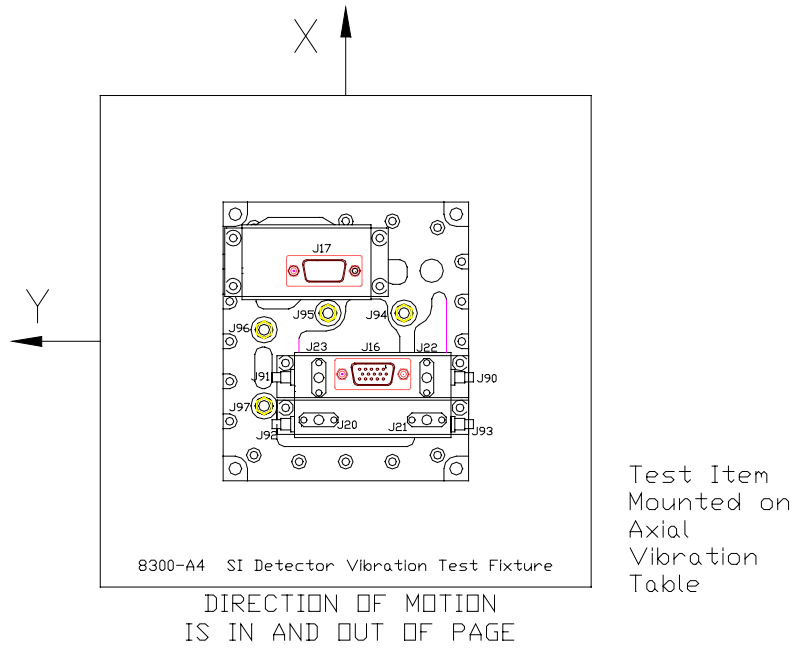 X
J17
Y
J95
J94
J96
J23
J16
J22
J91
J90
J97
J20
J21
J92
J93
Test Item
Mounted on
Axial
Vibration
Table
8300-A4 SI Detector Vibration Test Fixture
DIRECTION OF MOTION
IS IN AND OUT OF PAGE